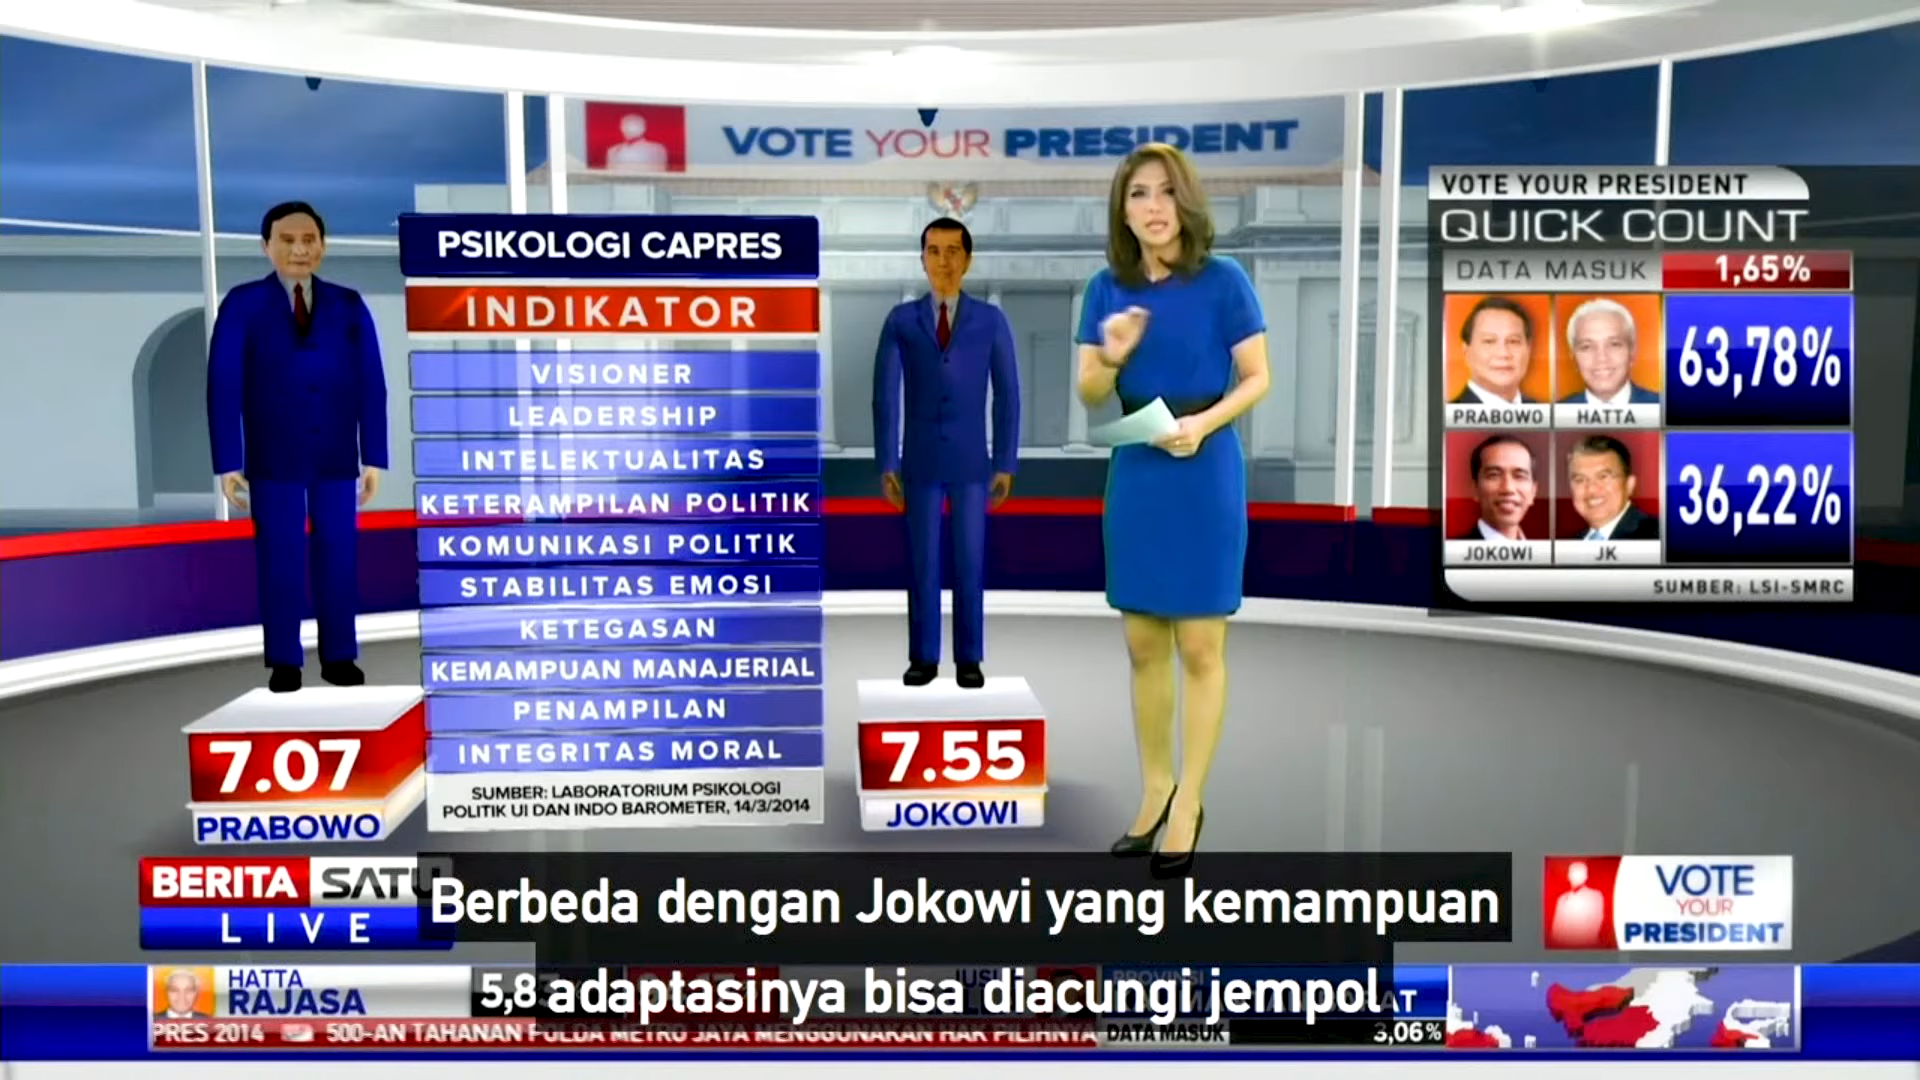 VOTE YOUR PRESIDENT
VOTE YOUR PRESIDENT
QUICK COUNT
DATA MASUK 1,65%
PRABOWO HATTA 63,78%
JOKOWI JK 36,22%
SUMBER: LSI-SMRC
PSIKOLOGI CAPRES
INDIKATOR
VISIONER
LEADERSHIP
INTELEKTUALITAS
KETERAMPILAN POLITIK
KOMUNIKASI POLITIK
STABILITAS EMOSI
KETEGASAN
KEMAMPUAN MANAJERIAL
PENAMPILAN
INTEGRITAS MORAL
SUMBER: LABORATORIUM PSIKOLOGI
POLITIK UI DAN INDO BAROMETER, 14/3/2014
7.07
PRABOWO
7.55
JOKOWI
BERITA SATU
LIVE
Berbeda dengan Jokowi yang kemampuan
adaptasinya bisa diacungi jempol
VOTE
YOUR
PRESIDENT
HATTA
RAJASA
5,8
PROVINSI
PRES 2014 500-AN TAHANAN POLDA METRO JAYA MENGGUNAKAN HAK PILIHNYA
DATA MASUK 3,06%